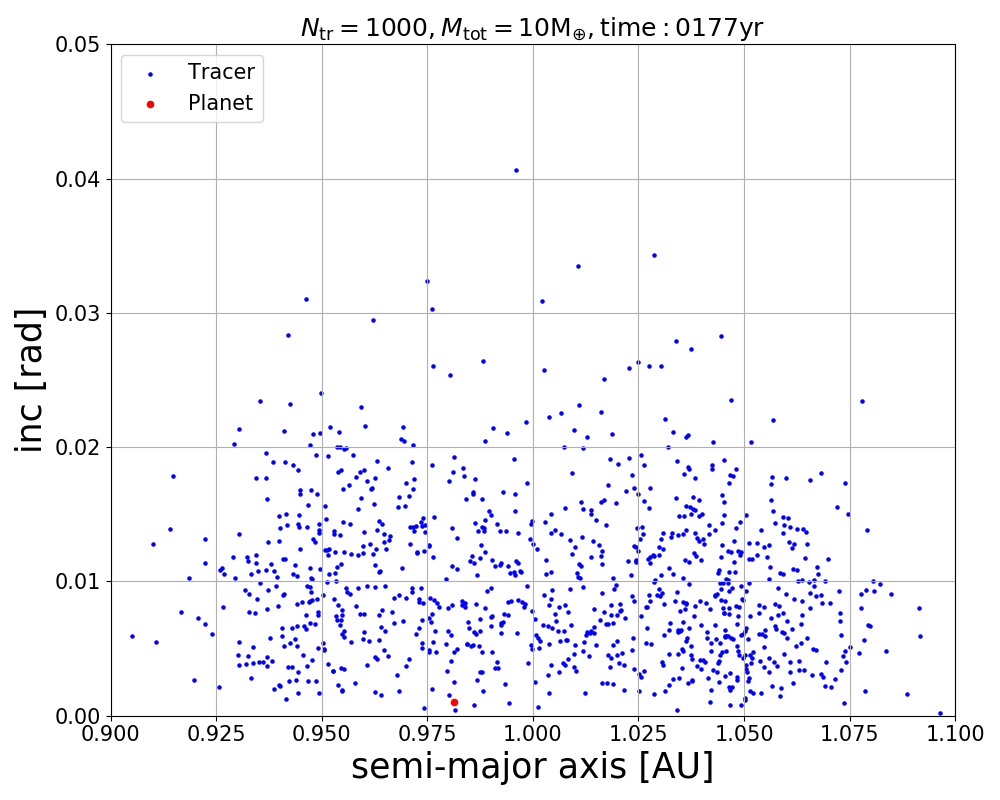 N_tr = 1000, M_tot = 10M_⊕, time : 0177yr
Tracer
Planet
0.05
0.04
0.03
0.02
0.01
0.00
inc [rad]
0.900 0.925 0.950 0.975 1.000 1.025 1.050 1.075 1.100
semi-major axis [AU]